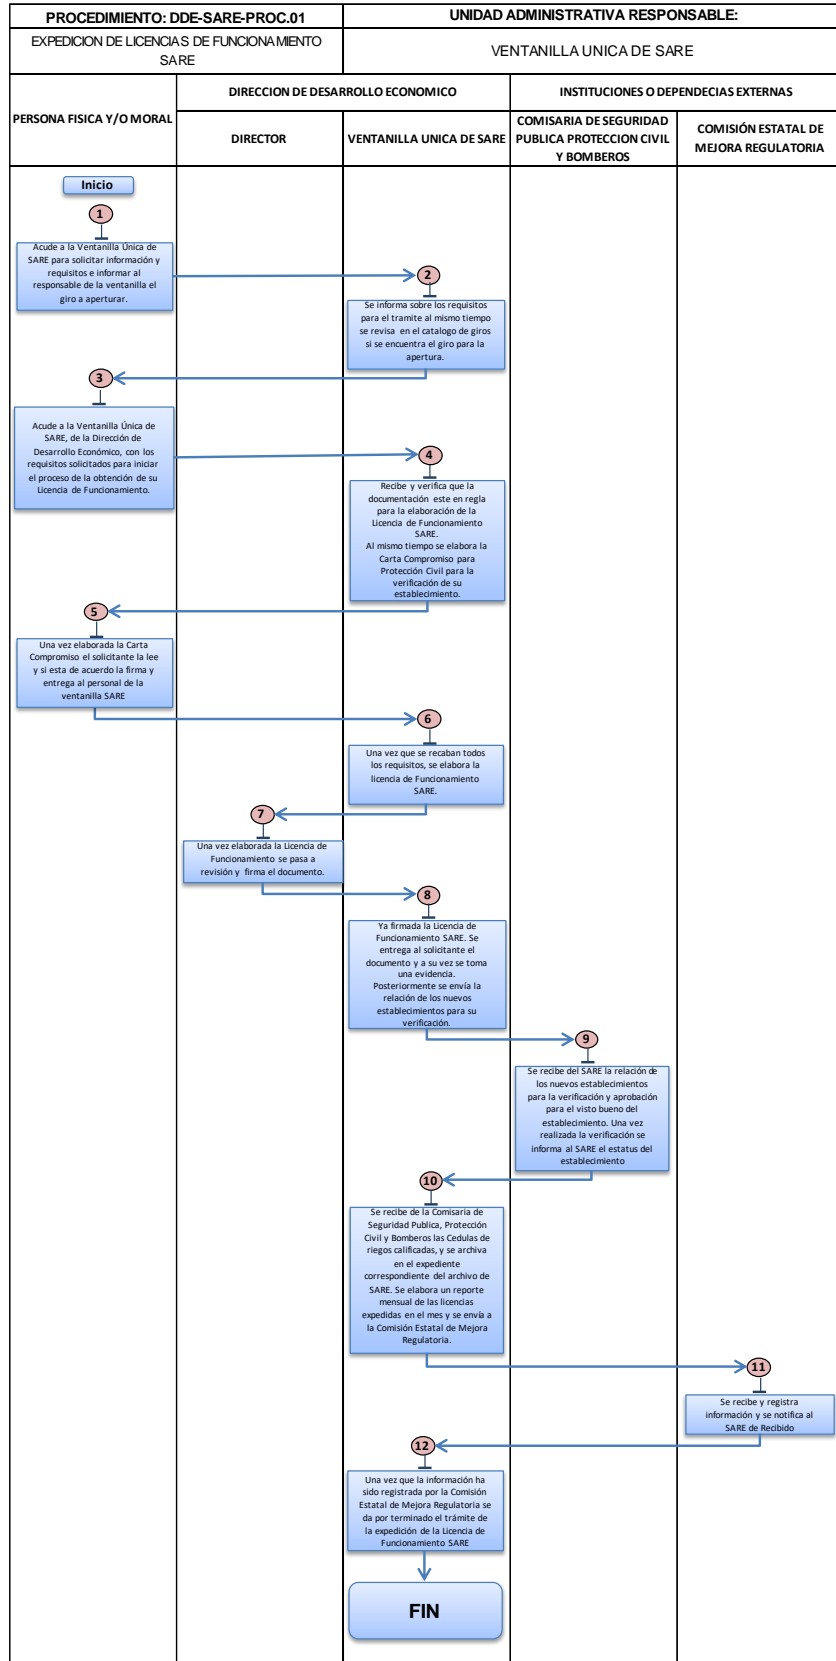 PROCEDIMIENTO: DDE-SARE-PROC.01
UNIDAD ADMINISTRATIVA RESPONSABLE:
EXPEDICION DE LICENCIAS DE FUNCIONAMIENTO
SARE
VENTANILLA UNICA DE SARE
PERSONA FISICA Y/O MORAL
DIRECCION DE DESARROLLO ECONOMICO
INSTITUCIONES O DEPENDECIAS EXTERNAS
DIRECTOR
VENTANILLA UNICA DE SARE
COMISARIA DE SEGURIDAD
PUBLICA PROTECCION CIVIL
Y BOMBEROS
COMISIÓN ESTATAL DE
MEJORA REGULATORIA
Inicio
1
Acude a la Ventanilla Única de
SARE para solicitar información y
requisitos e informar al
responsable de la ventanilla el
giro a aperturar.
2
Se informa sobre los requisitos
para el tramite al mismo tiempo
se revisa en el catalogo de giros
si se encuentra el giro para la
apertura.
3
Acude a la Ventanilla Única de
SARE, de la Dirección de
Desarrollo Económico, con los
requisitos solicitados para iniciar
el proceso de la obtención de su
Licencia de Funcionamiento.
4
Recibe y verifica que la
documentación este en regla
para la elaboración de la
Licencia de Funcionamiento
SARE.
Al mismo tiempo se elabora la
Carta Compromiso para
Protección Civil para la
verificación de su
establecimiento.
5
Una vez elaborada la Carta
Compromiso el solicitante la lee
y si esta de acuerdo la firma y
entrega al personal de la
ventanilla SARE
6
Una vez que se recaban todos
los requisitos, se elabora la
licencia de Funcionamiento
SARE.
7
Una vez elaborada la Licencia de
Funcionamiento se pasa a
revisión y firma el documento.
8
Ya firmada la Licencia de
Funcionamiento SARE. Se
entrega al solicitante el
documento y a su vez se toma
una evidencia.
Posteriormente se envía la
relación de los nuevos
establecimientos para su
verificación.
9
Se recibe del SARE la relación de
los nuevos establecimientos
para la verificación y aprobación
para el visto bueno del
establecimiento. Una vez
realizada la verificación se
informa al SARE el estatus del
establecimiento
10
Se recibe de la Comisaria de
Seguridad Publica, Protección
Civil y Bomberos las Cedulas de
riegos calificadas, y se archiva
en el expediente
correspondiente del archivo de
SARE. Se elabora un reporte
mensual de las licencias
expedidas en el mes y se envía a
la Comisión Estatal de Mejora
Regulatoria.
11
Se recibe y registra
información y se notifica al
SARE de Recibido
12
Una vez que la información ha
sido registrada por la Comisión
Estatal de Mejora Regulatoria se
da por terminado el trámite de
la expedición de la Licencia de
Funcionamiento SARE
FIN